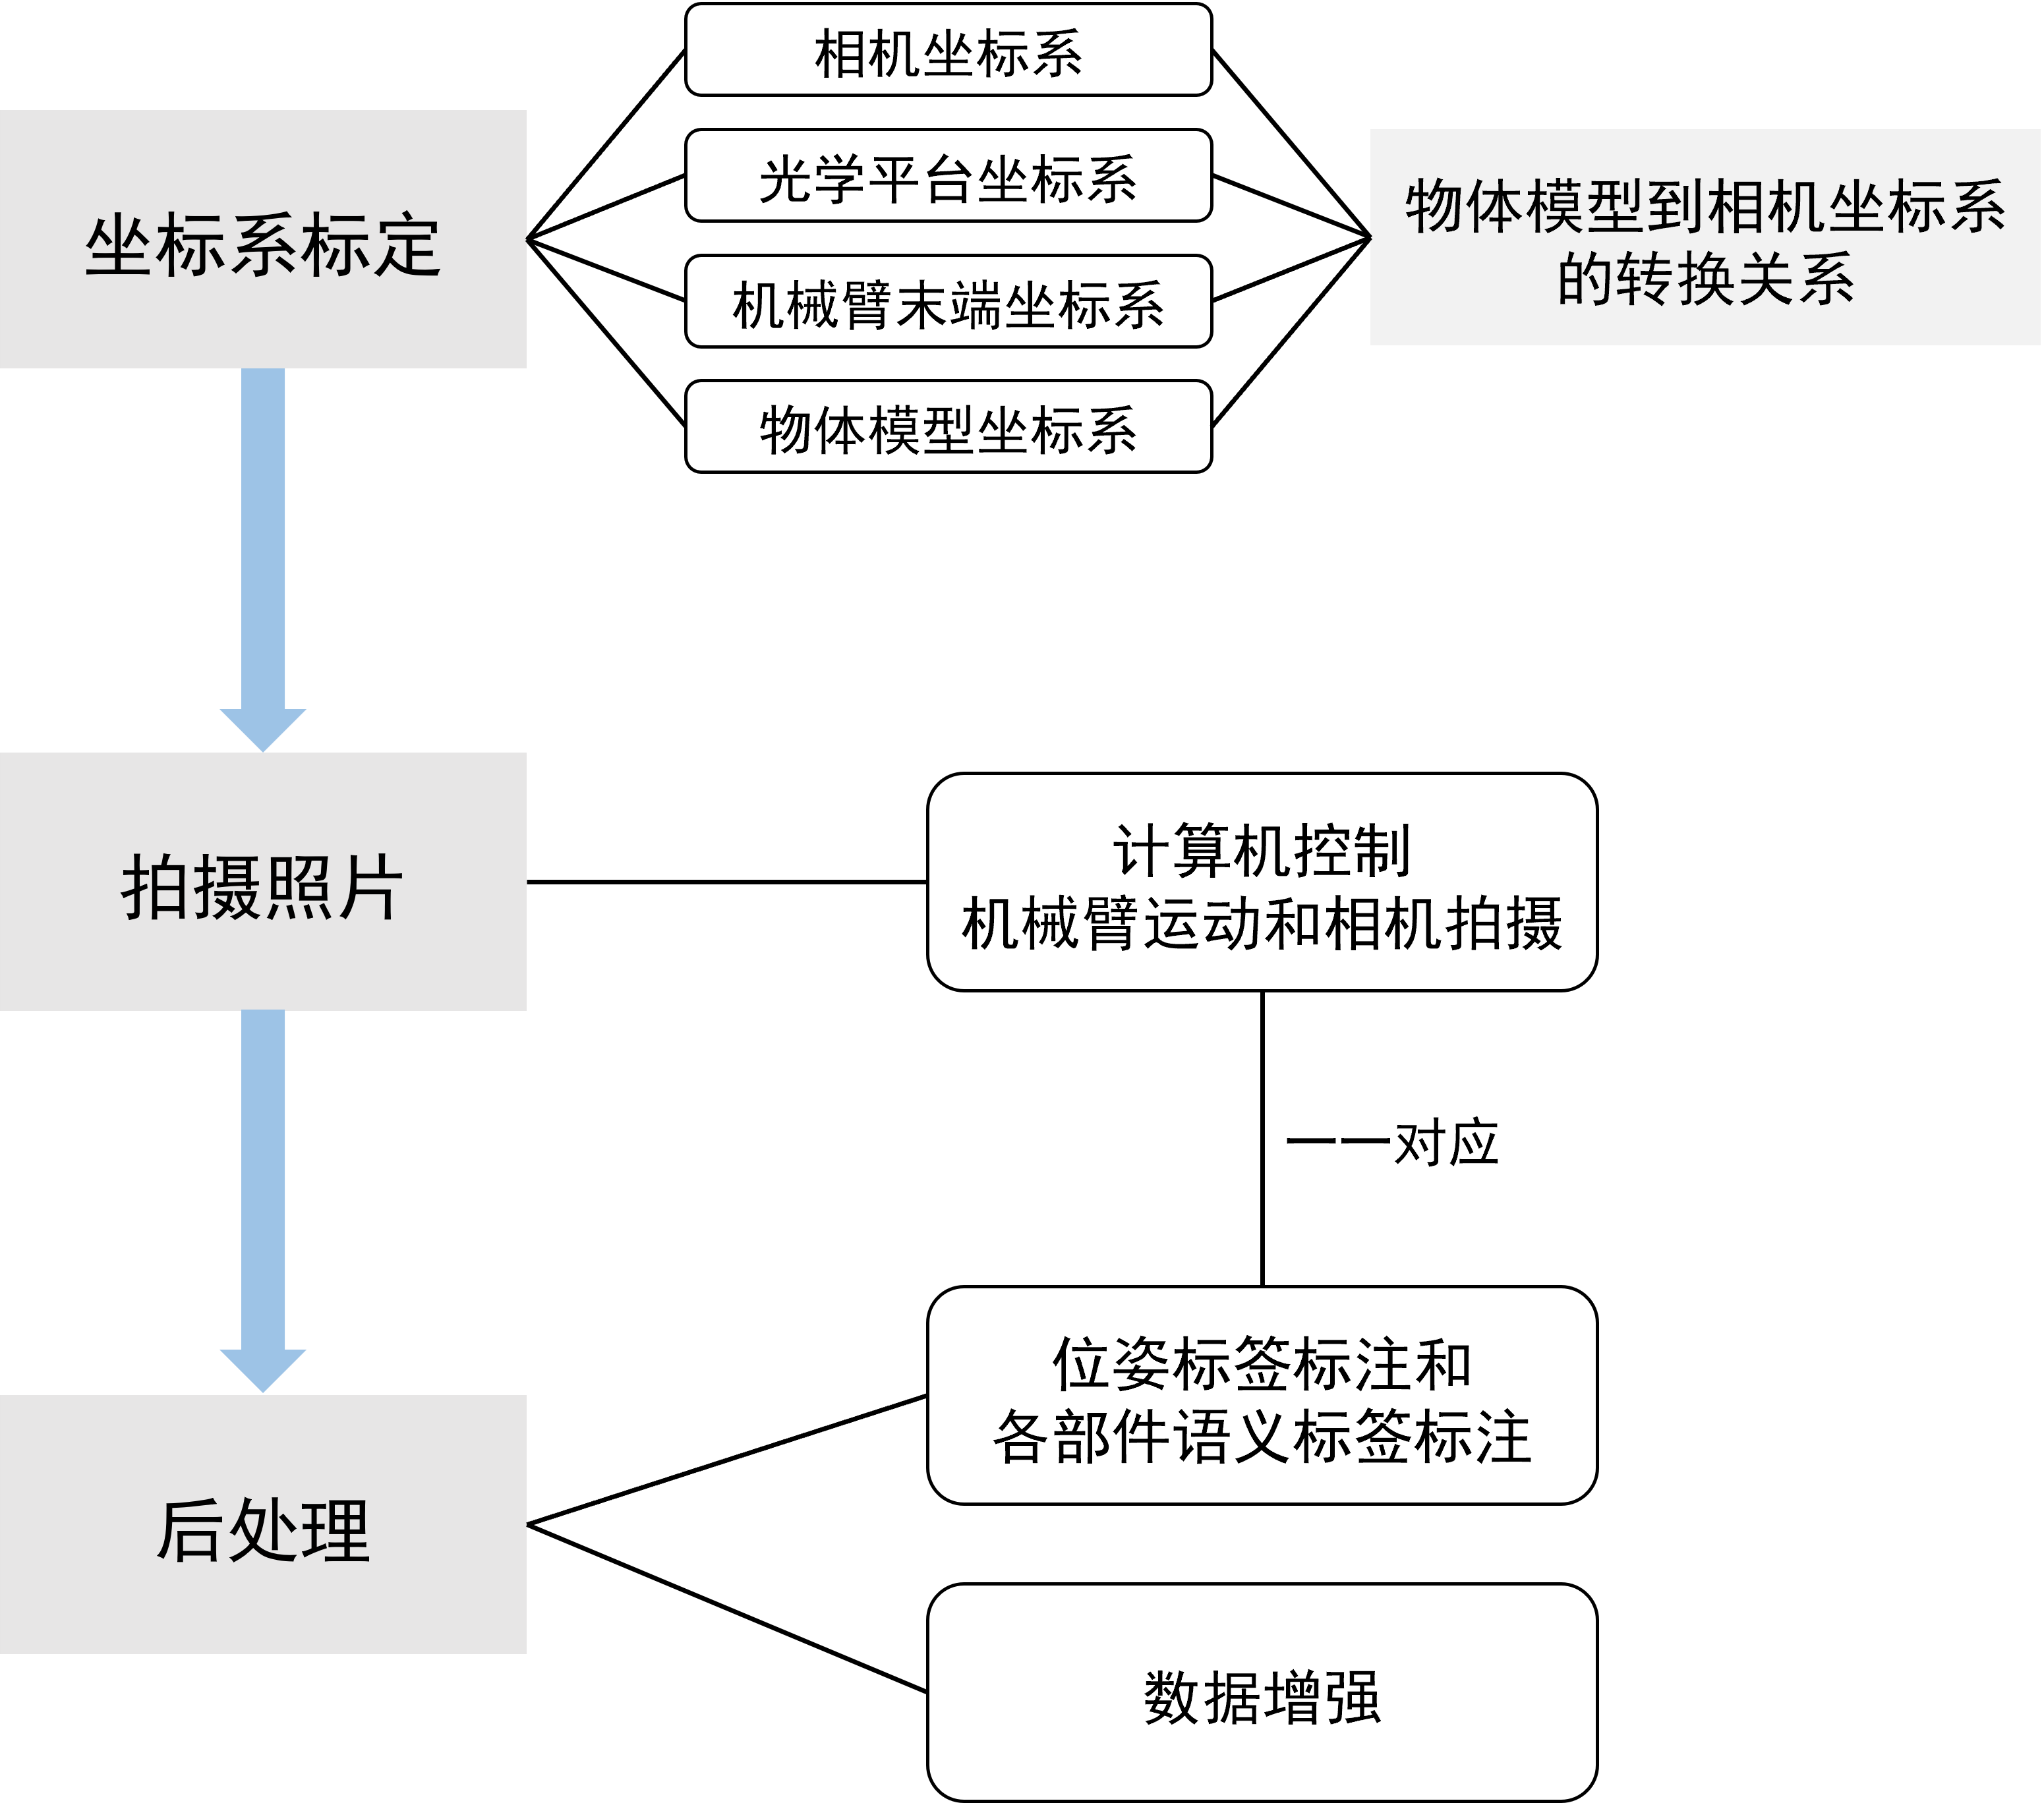 坐标系标定
相机坐标系
光学平台坐标系
机械臂末端坐标系
物体模型坐标系
物体模型到相机坐标系
的转换关系
拍摄照片
计算机控制
机械臂运动和相机拍摄
一一对应
后处理
位姿标签标注和
各部件语义标签标注
数据增强